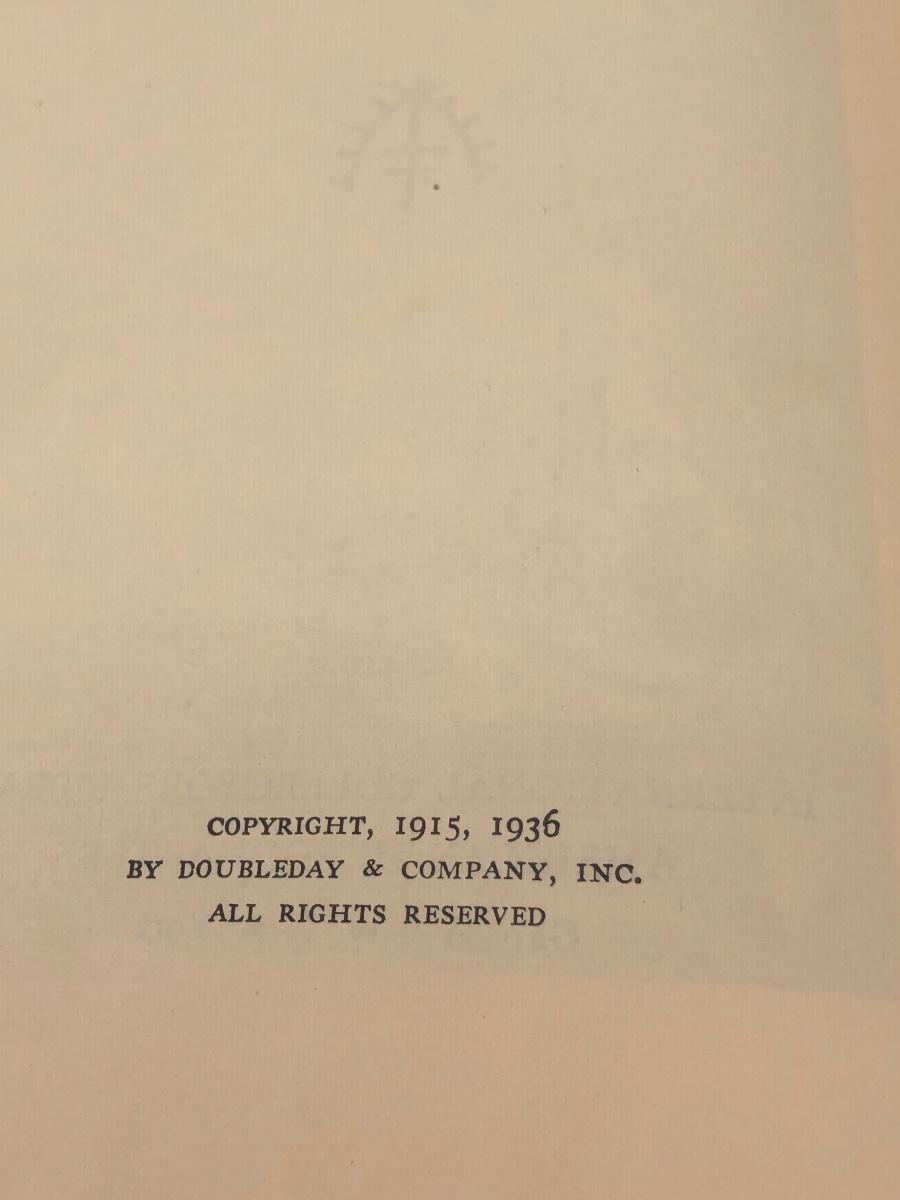 COPYRIGHT, 1915, 1936
BY DOUBLEDAY & COMPANY, INC.
ALL RIGHTS RESERVED